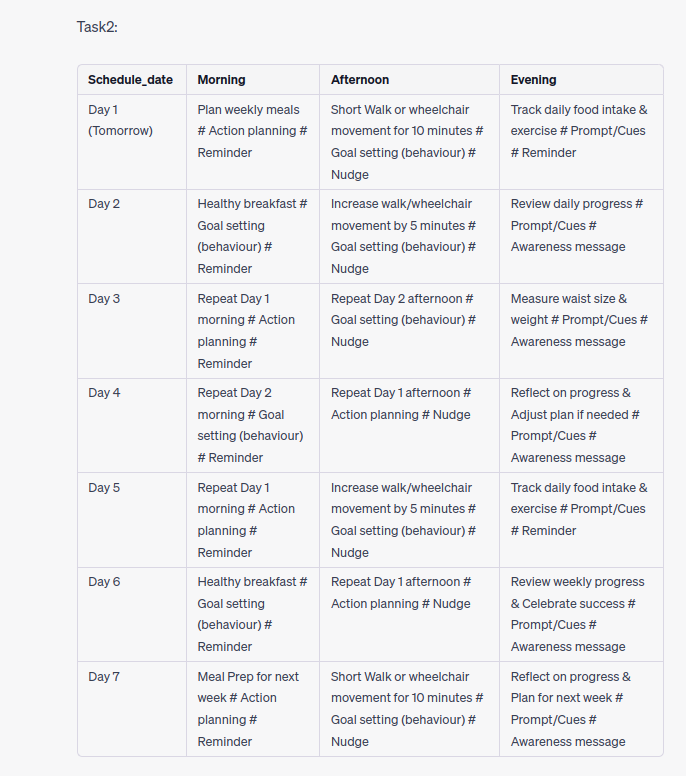 Task2:
Schedule_date Morning Afternoon Evening
Day 1
(Tomorrow)
Plan weekly meals
# Action planning #
Reminder
Short Walk or wheelchair
movement for 10 minutes #
Goal setting (behaviour) #
Nudge
Track daily food intake &
exercise # Prompt/Cues
# Reminder
Day 2
Healthy breakfast #
Goal setting
(behaviour) #
Reminder
Increase walk/wheelchair
movement by 5 minutes #
Goal setting (behaviour) #
Nudge
Review daily progress #
Prompt/Cues #
Awareness message
Day 3
Repeat Day 1
morning # Action
planning #
Reminder
Repeat Day 2 afternoon #
Goal setting (behaviour) #
Nudge
Measure waist size &
weight # Prompt/Cues #
Awareness message
Day 4
Repeat Day 2
morning # Goal
setting (behaviour)
# Reminder
Repeat Day 1 afternoon #
Action planning # Nudge
Reflect on progress &
Adjust plan if needed #
Prompt/Cues #
Awareness message
Day 5
Repeat Day 1
morning # Action
planning #
Reminder
Increase walk/wheelchair
movement by 5 minutes #
Goal setting (behaviour) #
Nudge
Track daily food intake &
exercise # Prompt/Cues
# Reminder
Day 6
Healthy breakfast #
Goal setting
(behaviour) #
Reminder
Repeat Day 1 afternoon #
Action planning # Nudge
Review weekly progress
& Celebrate success #
Prompt/Cues #
Awareness message
Day 7
Meal Prep for next
week # Action
planning #
Reminder
Short Walk or wheelchair
movement for 10 minutes #
Goal setting (behaviour) #
Nudge
Reflect on progress &
Plan for next week #
Prompt/Cues #
Awareness message